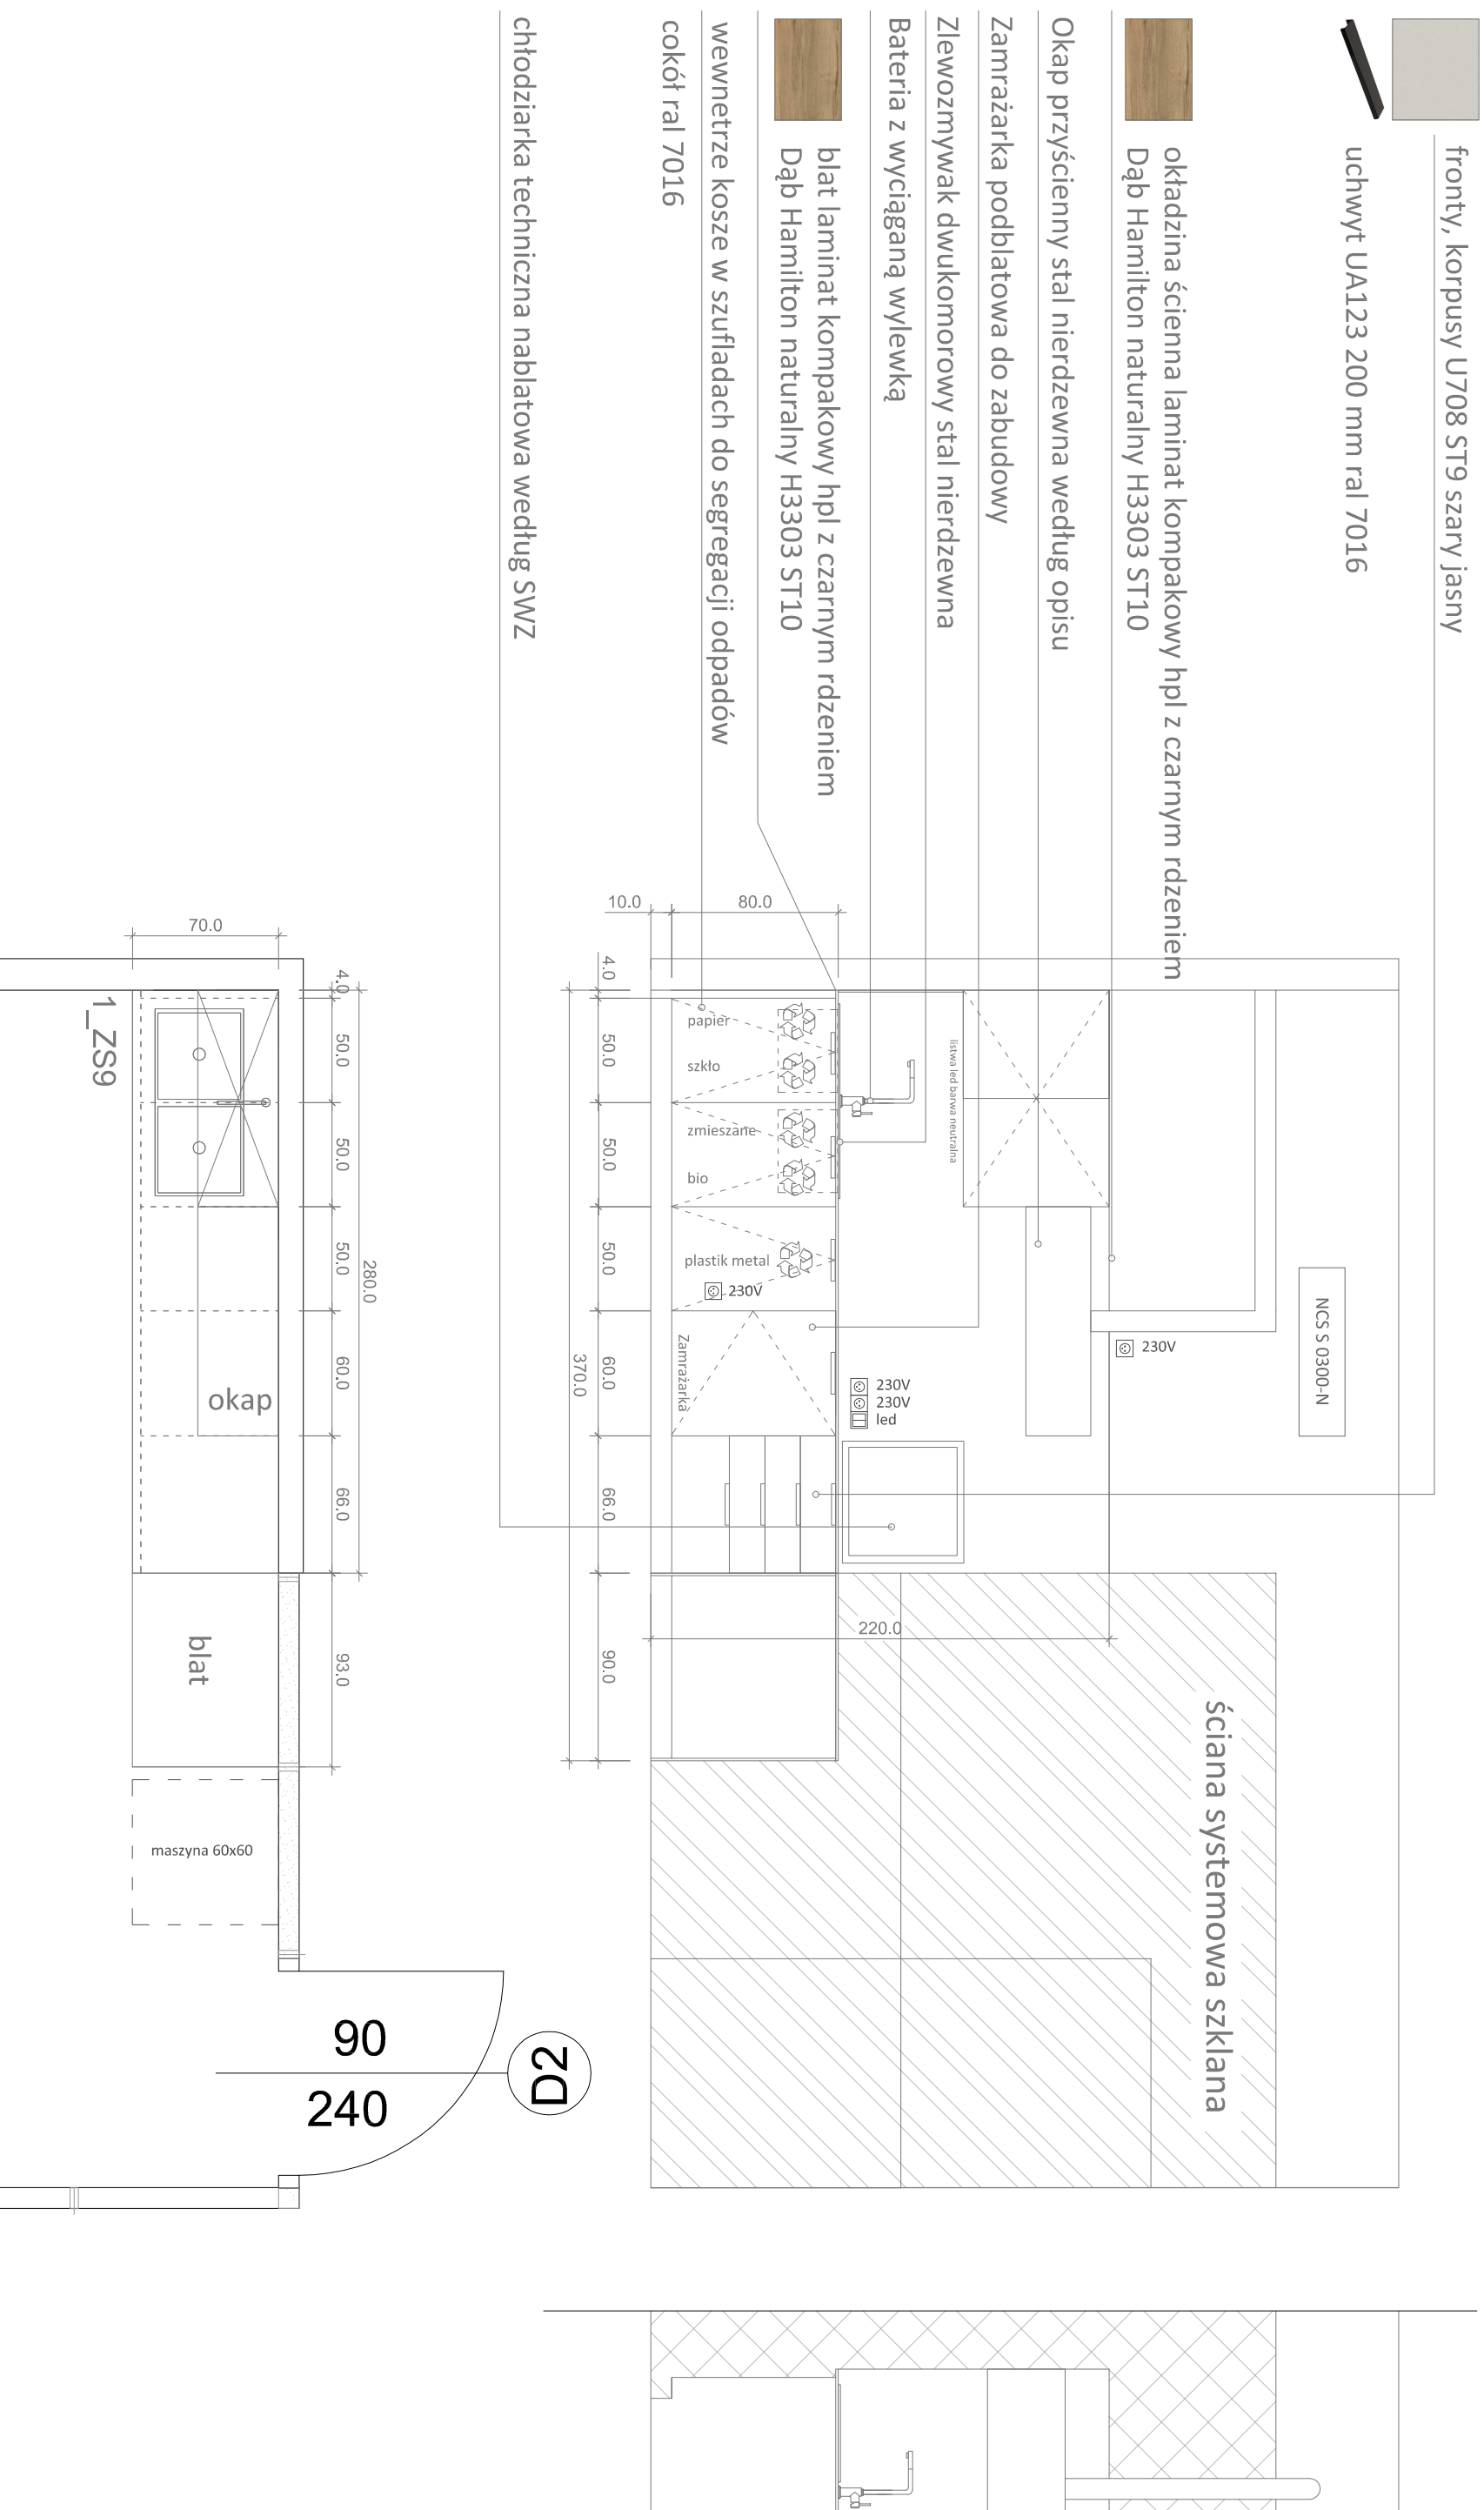 fronty, korpusy U708 ST9 szary jasny
uchwyt UA123 200 mm ral 7016
okładzina ścienna laminat kompakowy hpl z czarnym rdzeniem
Dąb Hamilton naturalny H3303 ST10
Okap przyścienny stal nierdzewna według opisu
Zamrażarka podblatowa do zabudowy
Zlewozmywak dwukomorowy stal nierdzewna
Bateria z wyciąganą wylewką
blat laminat kompakowy hpl z czarnym rdzeniem
Dąb Hamilton naturalny H3303 ST10
wewnetrze kosze w szufladach do segregacji odpadów
cokół ral 7016
chłodziarka techniczna nablatowa według SWZ
NCS S 0300-N
ściana systemowa szklana
listwa led barwa neutralna
230V
230V
230V
led
220.0
80.0
10.0
papier
szkło
zmieszane
bio
plastik metal
230V
Zamrażarka
4.0
50.0
50.0
50.0
60.0
66.0
90.0
370.0
280.0
4.0
50.0
50.0
50.0
60.0
66.0
93.0
70.0
okap
blat
maszyna 60x60
1_ZS9
90
240
D2